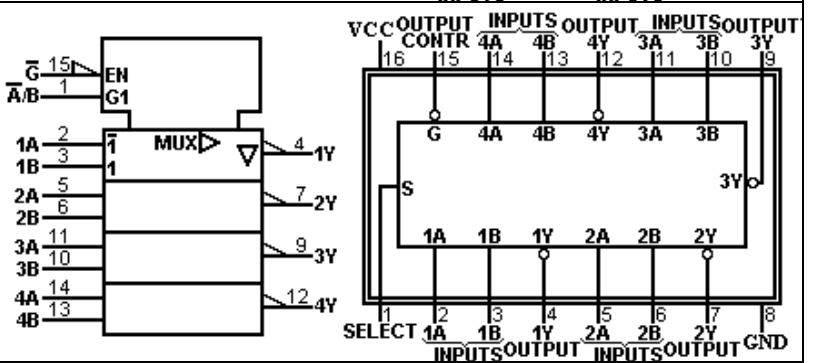 G 15 EN
A/B 1 G1
1A 2 1 MUX 4 1Y
1B 3 1
2A 5 7 2Y
2B 6
3A 11 9 3Y
3B 10
4A 14 12 4Y
4B 13
VCC OUTPUT INPUTS OUTPUT INPUTS OUTPUT
CONTR 4A 4B 4Y 3A 3B 3Y
16 15 14 13 12 11 10 9
G 4A 4B 4Y 3A 3B
S 3Y
1A 1B 1Y 2A 2B 2Y
1 2 3 4 5 6 7 8
SELECT 1A 1B 1Y 2A 2B 2Y GND
INPUTS OUTPUT INPUTS OUTPUT